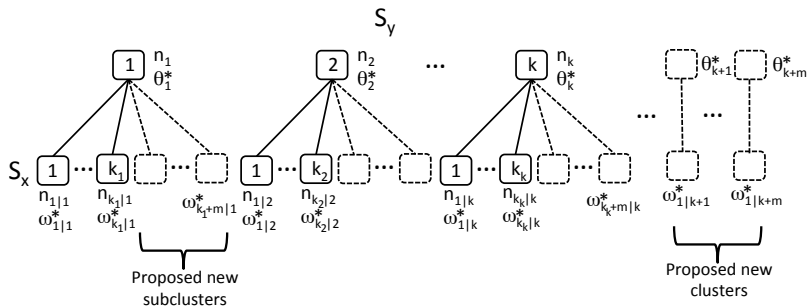 S_y
1 n_1 2 n_2 ... k n_k θ*_{k+1} θ*_{k+m}
θ*_1 θ*_2 θ*_k
... ...
S_x 1 ... k_1 ... 1 ... k_2 ... 1 ... k_k ...
n_{1|1} n_{k_1|1} ω*_{k_1+m|1} n_{1|2} n_{k_2|2} n_{1|k} n_{k_k|k} ω*_{k_k+m|k} ω*_{1|k+1} ω*_{1|k+m}
ω*_{1|1} ω*_{k_1|1} ω*_{1|2} ω*_{k_2|2} ω*_{1|k} ω*_{k_k|k}
Proposed new
subclusters
Proposed new
clusters